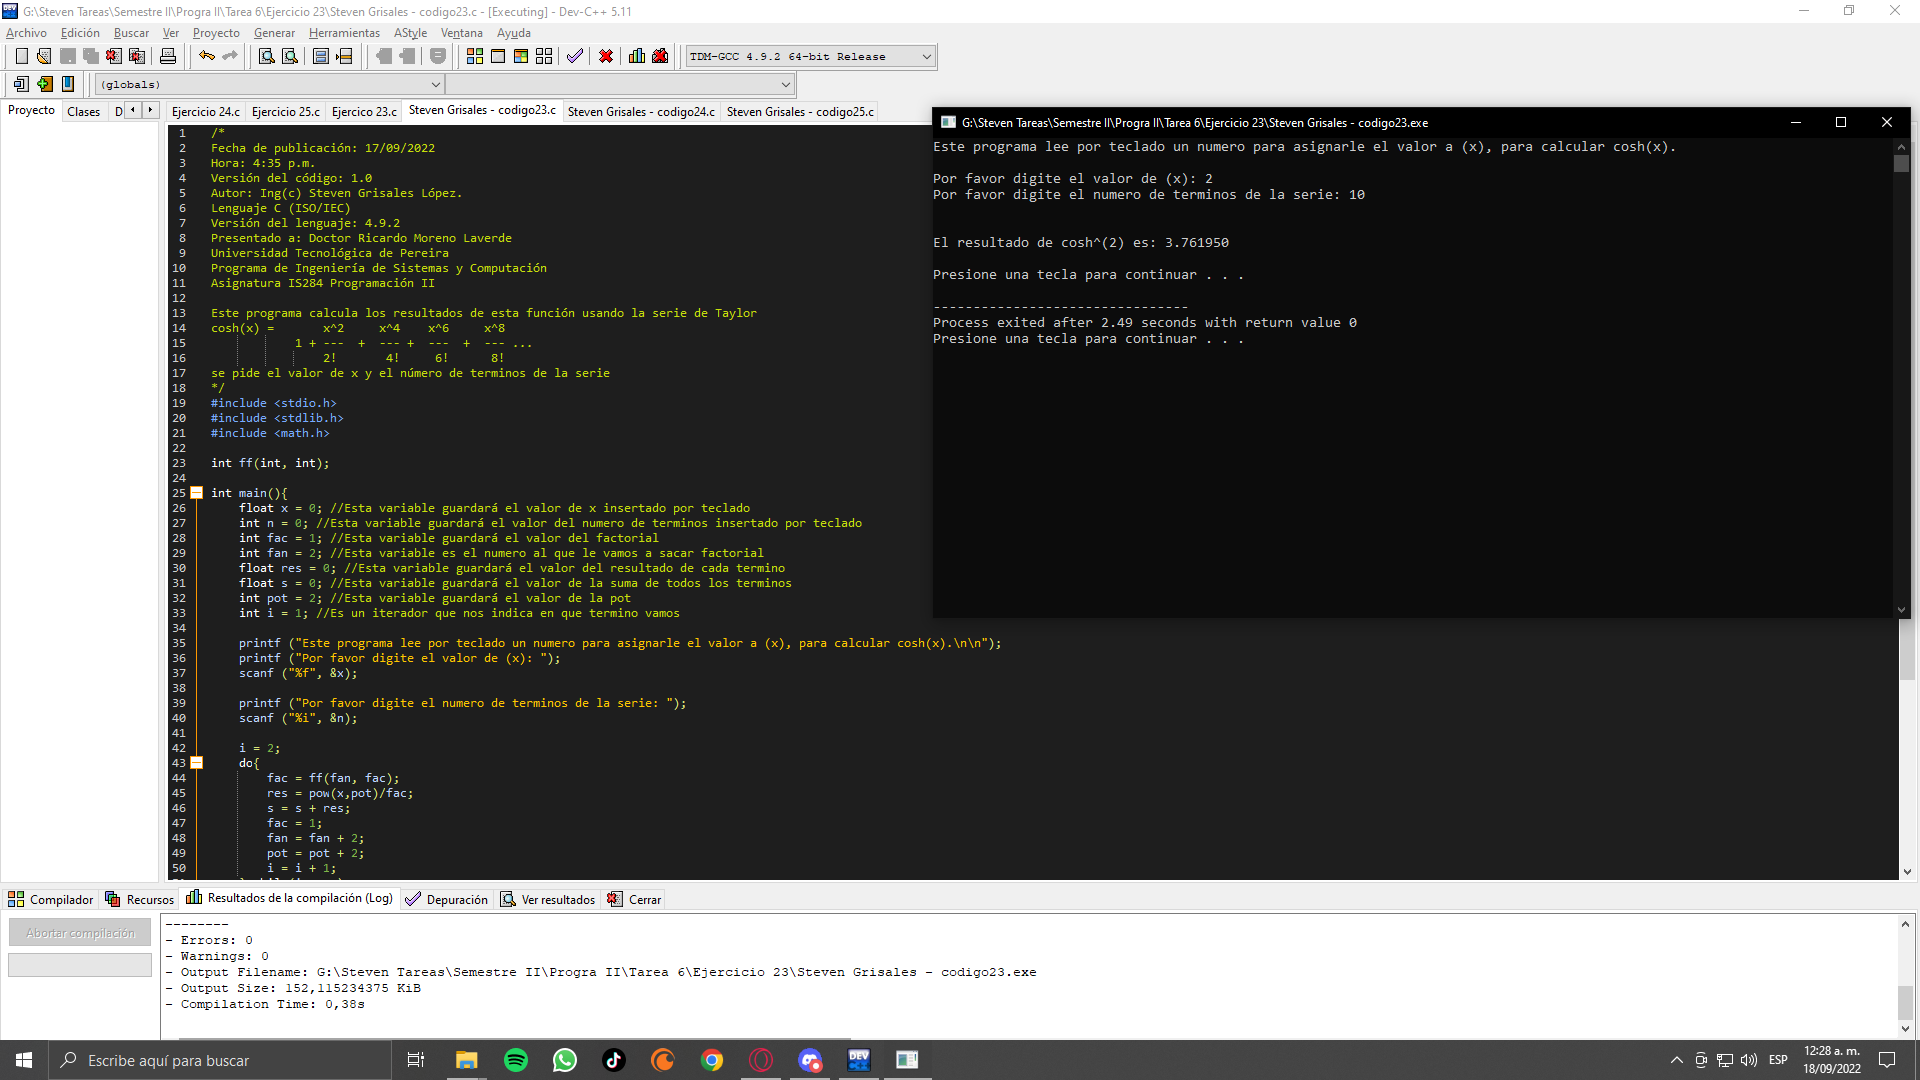 G:\Steven Tareas\Semestre II\Progra II\Tarea 6\Ejercicio 23\Steven Grisales - codigo23.c - [Executing] - Dev-C++ 5.11
Archivo Edición Buscar Ver Proyecto Generar Herramientas AStyle Ventana Ayuda
TDM-GCC 4.9.2 64-bit Release
(globals)
Proyecto Clases D
Ejercicio 24.c Ejercicio 25.c Ejercico 23.c Steven Grisales - codigo23.c Steven Grisales - codigo24.c Steven Grisales - codigo25.c
1 /*
2 Fecha de publicación: 17/09/2022
3 Hora: 4:35 p.m.
4 Versión del código: 1.0
5 Autor: Ing(c) Steven Grisales López.
6 Lenguaje C (ISO/IEC)
7 Versión del lenguaje: 4.9.2
8 Presentado a: Doctor Ricardo Moreno Laverde
9 Universidad Tecnológica de Pereira
10 Programa de Ingeniería de Sistemas y Computación
11 Asignatura IS284 Programación II
12
13 Este programa calcula los resultados de esta función usando la serie de Taylor
14 cosh(x) =       x^2     x^4    x^6     x^8
15             1 + ---  +  --- +  ---  +  --- ...
16                 2!       4!     6!      8!
17 se pide el valor de x y el número de terminos de la serie
18 */
19 #include <stdio.h>
20 #include <stdlib.h>
21 #include <math.h>
22
23 int ff(int, int);
24
25 int main(){
26     float x = 0; //Esta variable guardará el valor de x insertado por teclado
27     int n = 0; //Esta variable guardará el valor del numero de terminos insertado por teclado
28     int fac = 1; //Esta variable guardará el valor del factorial
29     int fan = 2; //Esta variable es el numero al que le vamos a sacar factorial
30     float res = 0; //Esta variable guardará el valor del resultado de cada termino
31     float s = 0; //Esta variable guardará el valor de la suma de todos los terminos
32     int pot = 2; //Esta variable guardará el valor de la pot
33     int i = 1; //Es un iterador que nos indica en que termino vamos
34
35     printf ("Este programa lee por teclado un numero para asignarle el valor a (x), para calcular cosh(x).\n\n");
36     printf ("Por favor digite el valor de (x): ");
37     scanf ("%f", &x);
38
39     printf ("Por favor digite el numero de terminos de la serie: ");
40     scanf ("%i", &n);
41
42     i = 2;
43     do{
44         fac = ff(fan, fac);
45         res = pow(x,pot)/fac;
46         s = s + res;
47         fac = 1;
48         fan = fan + 2;
49         pot = pot + 2;
50         i = i + 1;
G:\Steven Tareas\Semestre II\Progra II\Tarea 6\Ejercicio 23\Steven Grisales - codigo23.exe
Este programa lee por teclado un numero para asignarle el valor a (x), para calcular cosh(x).
Por favor digite el valor de (x): 2
Por favor digite el numero de terminos de la serie: 10
El resultado de cosh^(2) es: 3.761950
Presione una tecla para continuar . . .
--------------------------------
Process exited after 2.49 seconds with return value 0
Presione una tecla para continuar . . .
Compilador Recursos Resultados de la compilación (Log) Depuración Ver resultados Cerrar
Abortar compilación
--------
- Errors: 0
- Warnings: 0
- Output Filename: G:\Steven Tareas\Semestre II\Progra II\Tarea 6\Ejercicio 23\Steven Grisales - codigo23.exe
- Output Size: 152,115234375 KiB
- Compilation Time: 0,38s
Escribe aquí para buscar
DEV
ESP
12:28 a. m.
18/09/2022